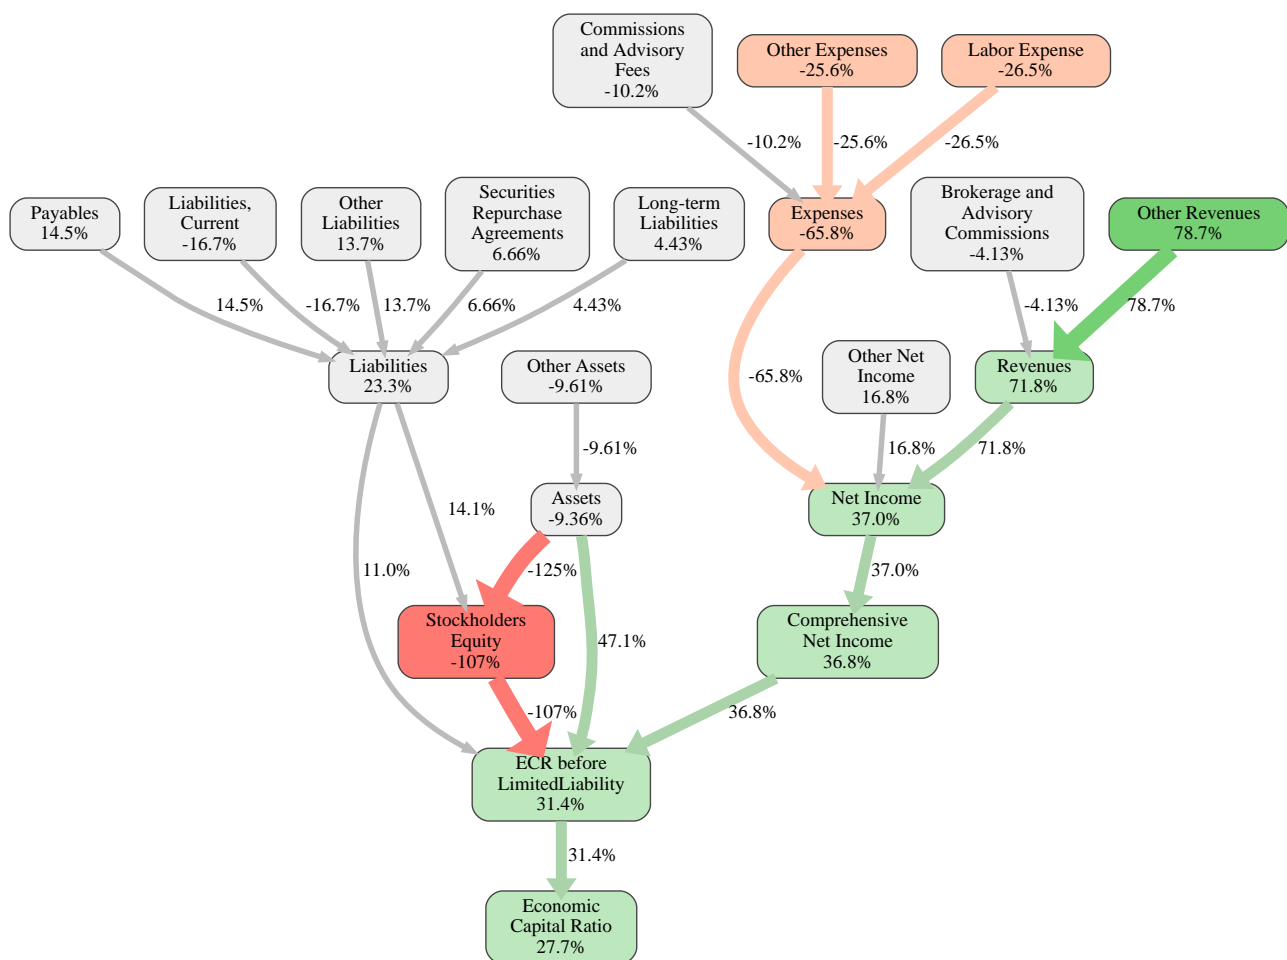 Commissions
and Advisory
Fees
-10.2%
Other Expenses
-25.6%
Labor Expense
-26.5%
-10.2%
-25.6%
-26.5%
Payables
14.5%
Liabilities,
Current
-16.7%
Other
Liabilities
13.7%
Securities
Repurchase
Agreements
6.66%
Long-term
Liabilities
4.43%
Expenses
-65.8%
Brokerage and
Advisory
Commissions
-4.13%
Other Revenues
78.7%
14.5%
-16.7%
13.7%
6.66%
4.43%
-4.13%
78.7%
Liabilities
23.3%
Other Assets
-9.61%
-65.8%
Other Net
Income
16.8%
Revenues
71.8%
-9.61%
16.8%
71.8%
14.1%
Assets
-9.36%
Net Income
37.0%
11.0%
-125%
37.0%
Stockholders
Equity
-107%
47.1%
Comprehensive
Net Income
36.8%
-107%
36.8%
ECR before
LimitedLiability
31.4%
31.4%
Economic
Capital Ratio
27.7%